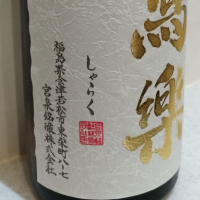 寫樂
しゃらく
福島県会津若松市東栄町八-七
宮泉銘醸株式会社